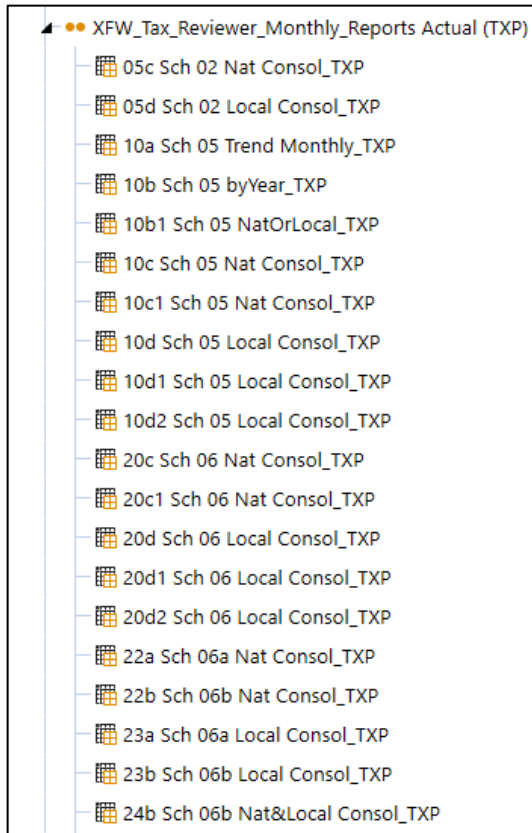 XFW_Tax_Reviewer_Monthly_Reports Actual (TXP)
05c Sch 02 Nat Consol_TXP
05d Sch 02 Local Consol_TXP
10a Sch 05 Trend Monthly_TXP
10b Sch 05 byYear_TXP
10b1 Sch 05 NatOrLocal_TXP
10c Sch 05 Nat Consol_TXP
10c1 Sch 05 Nat Consol_TXP
10d Sch 05 Local Consol_TXP
10d1 Sch 05 Local Consol_TXP
10d2 Sch 05 Local Consol_TXP
20c Sch 06 Nat Consol_TXP
20c1 Sch 06 Nat Consol_TXP
20d Sch 06 Local Consol_TXP
20d1 Sch 06 Local Consol_TXP
20d2 Sch 06 Local Consol_TXP
22a Sch 06a Nat Consol_TXP
22b Sch 06b Nat Consol_TXP
23a Sch 06a Local Consol_TXP
23b Sch 06b Local Consol_TXP
24b Sch 06b Nat&Local Consol_TXP